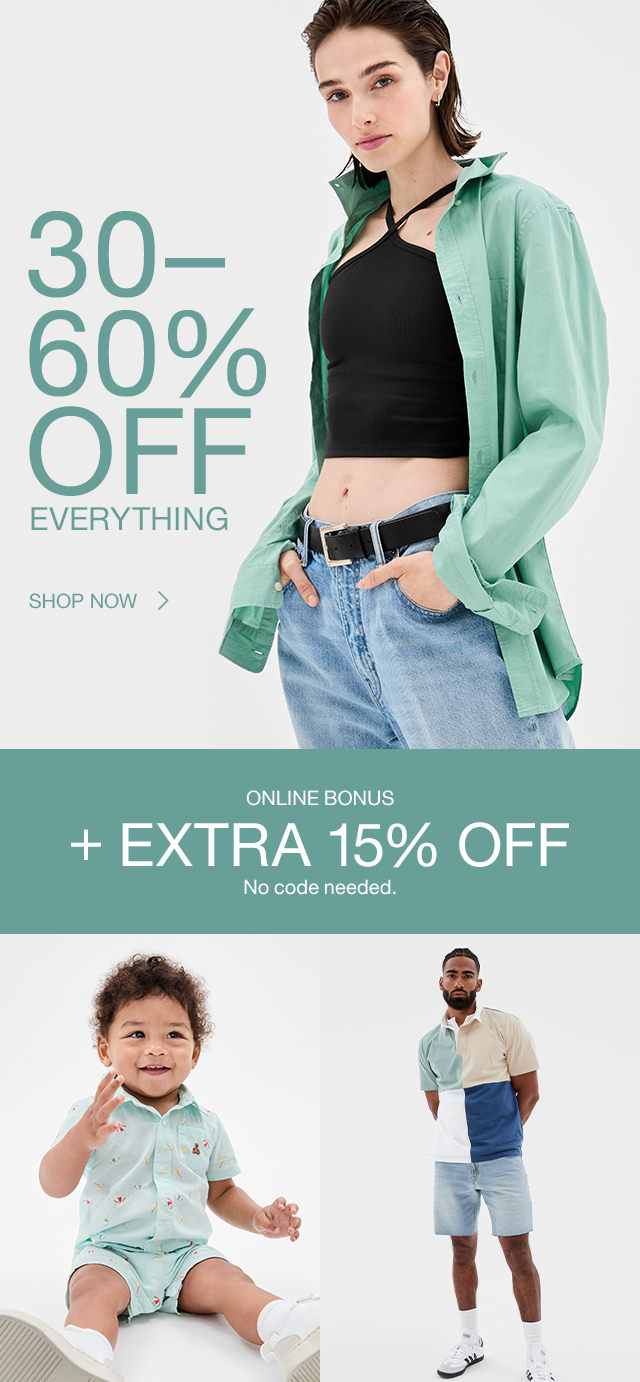 30–
60%
OFF
EVERYTHING
SHOP NOW
ONLINE BONUS
+ EXTRA 15% OFF
No code needed.